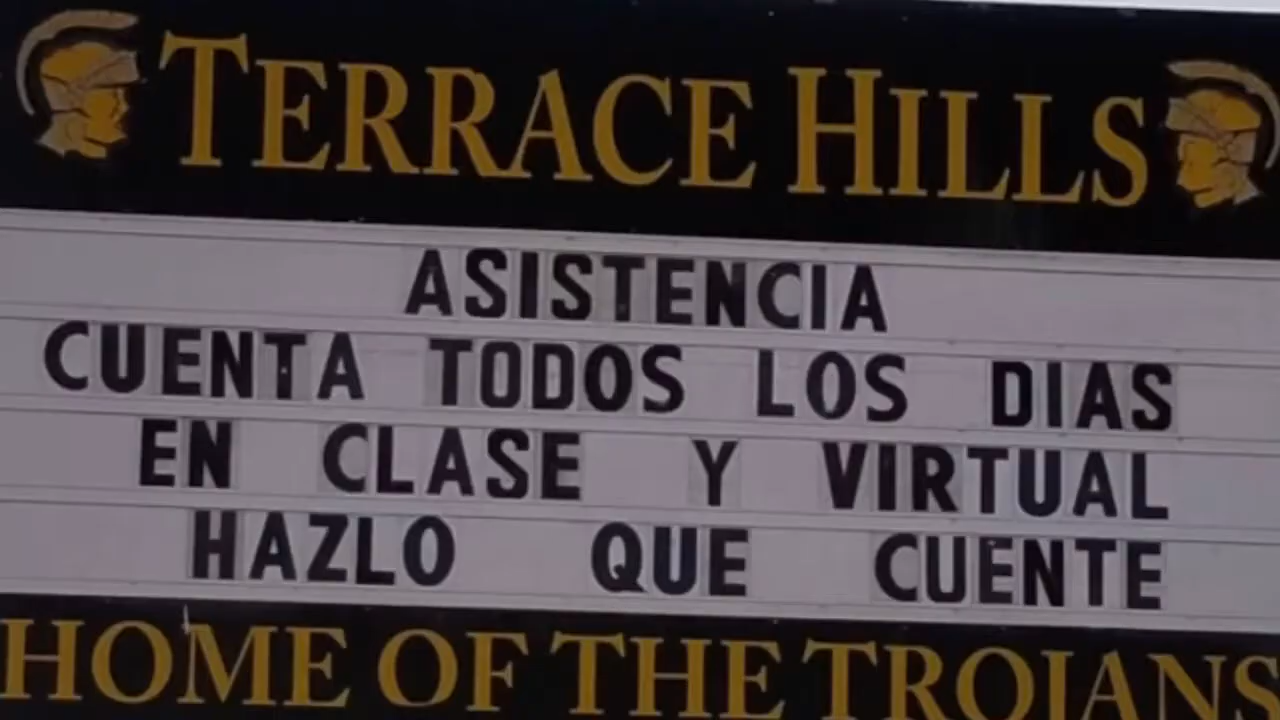 TERRACE HILLS
ASISTENCIA
CUENTA TODOS LOS DIAS
EN CLASE Y VIRTUAL
HAZLO QUE CUENTE
HOME OF THE TROJANS